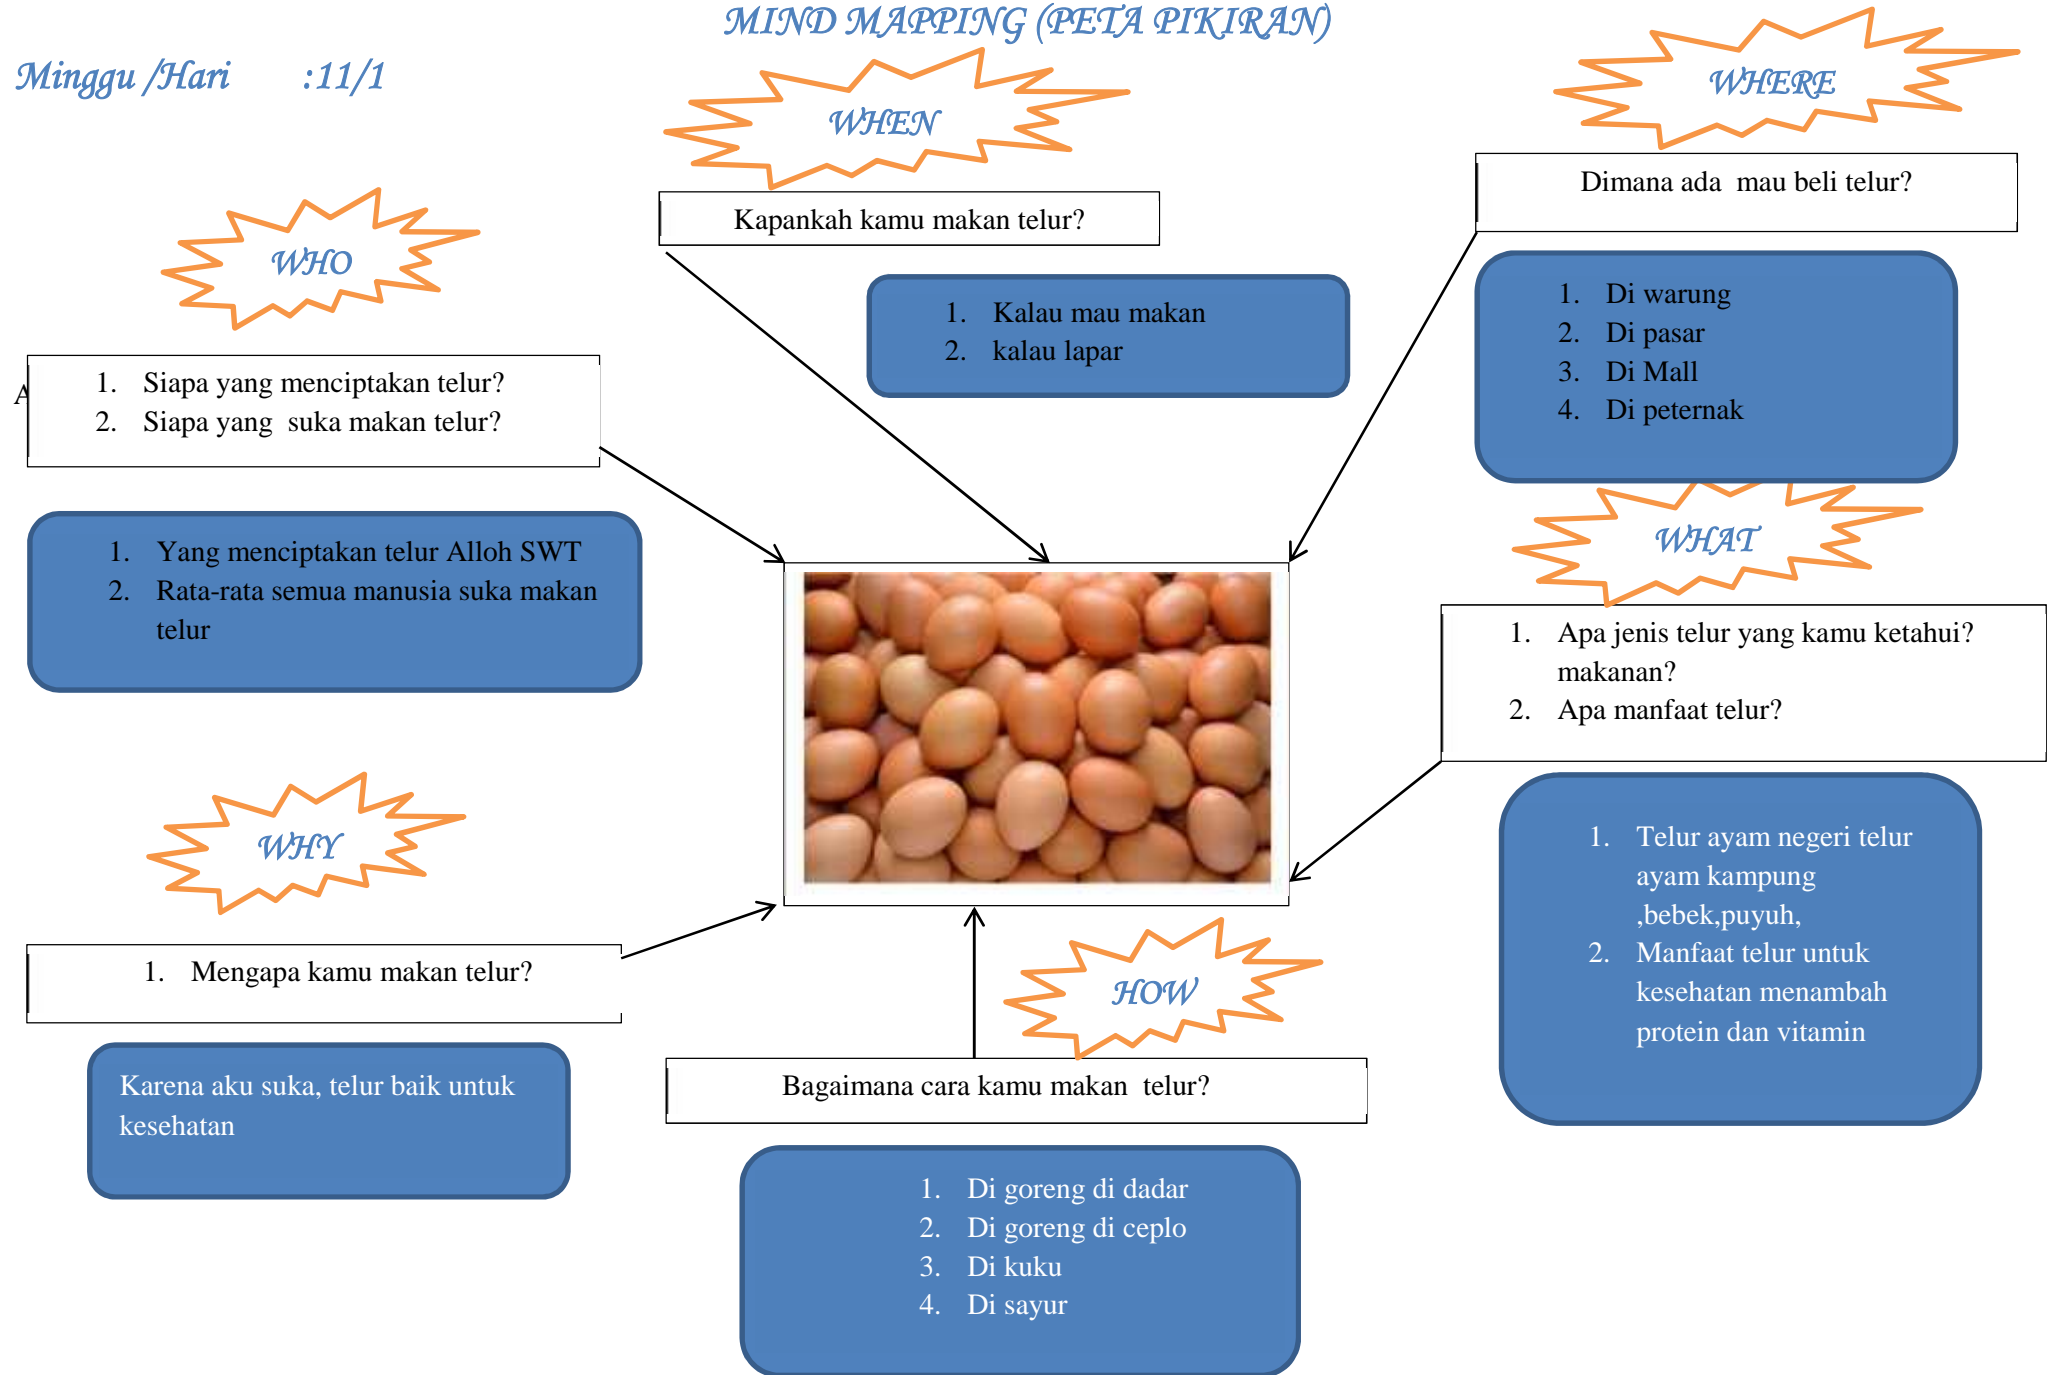 MIND MAPPING (PETA PIKIRAN)
Minggu /Hari :11/1
WHO
1. Siapa yang menciptakan telur?
2. Siapa yang suka makan telur?
A
1. Yang menciptakan telur Alloh SWT
2. Rata-rata semua manusia suka makan
telur
WHEN
Kapankah kamu makan telur?
1. Kalau mau makan
2. kalau lapar
WHERE
Dimana ada mau beli telur?
1. Di warung
2. Di pasar
3. Di Mall
4. Di peternak
WHAT
1. Apa jenis telur yang kamu ketahui?
makanan?
2. Apa manfaat telur?
1. Telur ayam negeri telur
ayam kampung
,bebek,puyuh,
2. Manfaat telur untuk
kesehatan menambah
protein dan vitamin
WHY
1. Mengapa kamu makan telur?
Karena aku suka, telur baik untuk
kesehatan
HOW
Bagaimana cara kamu makan telur?
1. Di goreng di dadar
2. Di goreng di ceplo
3. Di kuku
4. Di sayur